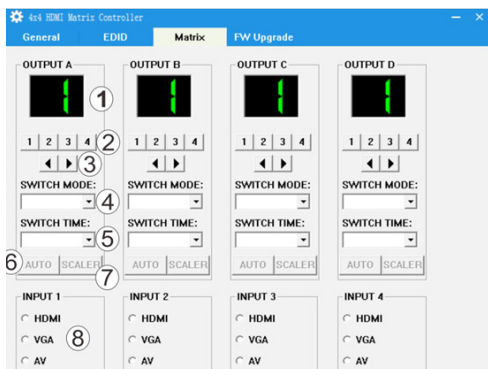 4x4 HDMI Matrix Controller
General EDID Matrix FW Upgrade
OUTPUT A OUTPUT B OUTPUT C OUTPUT D
1 1 1 1
1
1 2 3 4 2 1 2 3 4 1 2 3 4 1 2 3 4
3
SWITCH MODE: SWITCH MODE: SWITCH MODE: SWITCH MODE:
4
SWITCH TIME: SWITCH TIME: SWITCH TIME: SWITCH TIME:
5
6 AUTO SCALER AUTO SCALER AUTO SCALER AUTO SCALER
7
INPUT 1 INPUT 2 INPUT 3 INPUT 4
HDMI HDMI HDMI HDMI
VGA 8 VGA VGA VGA
AV AV AV AV